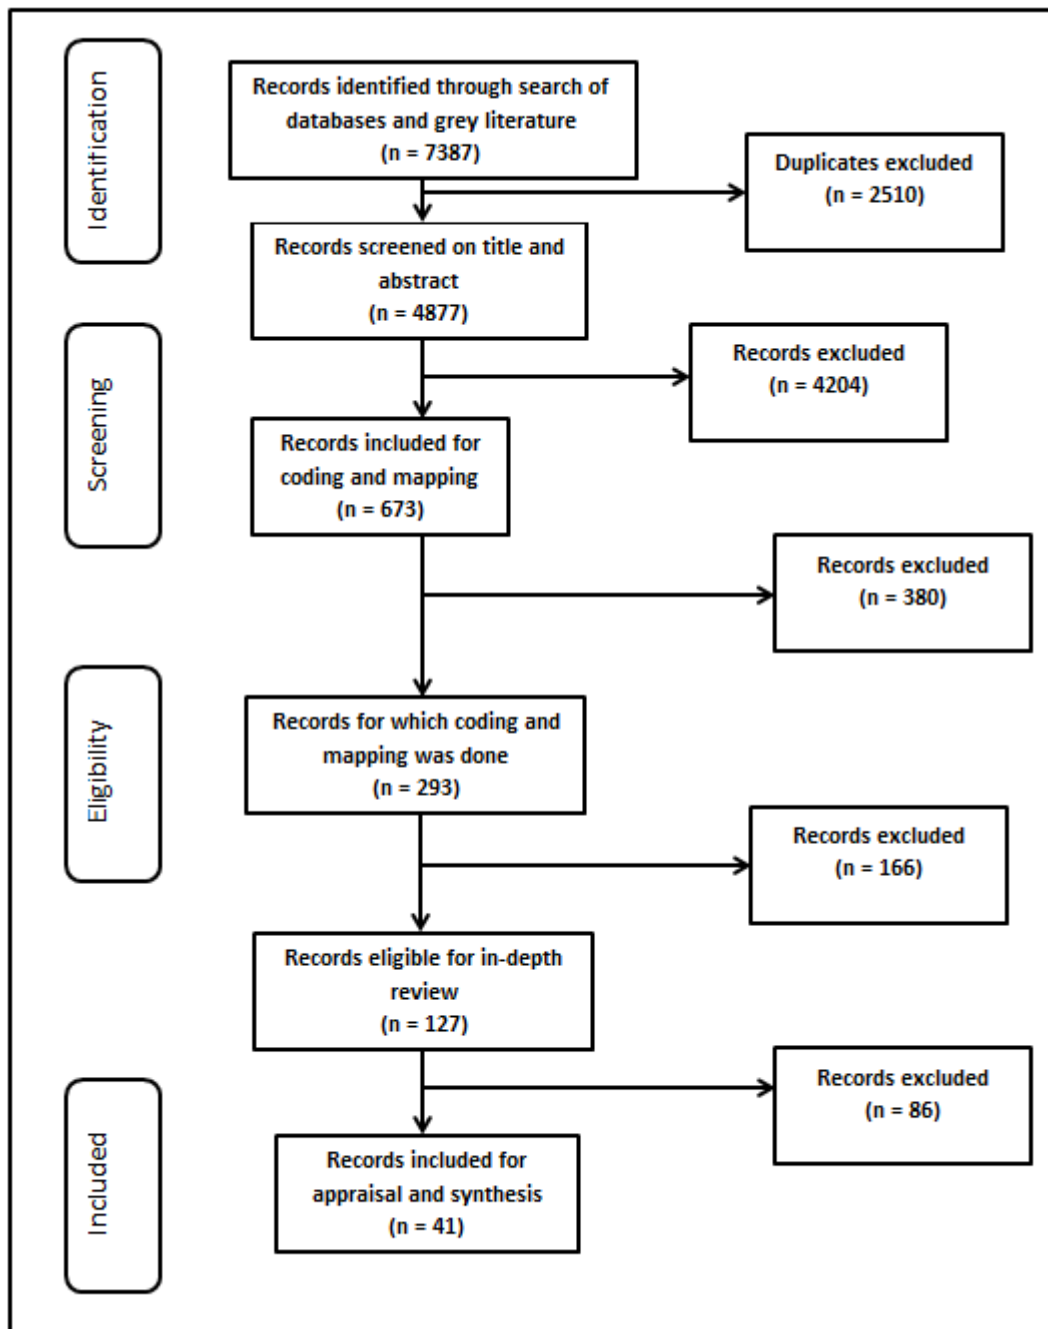 Identification
Records identified through search of
databases and grey literature
(n = 7387)
Duplicates excluded
(n = 2510)
Records screened on title and
abstract
(n = 4877)
Screening
Records excluded
(n = 4204)
Records included for
coding and mapping
(n = 673)
Records excluded
(n = 380)
Eligibility
Records for which coding and
mapping was done
(n = 293)
Records excluded
(n = 166)
Records eligible for in-depth
review
(n = 127)
Included
Records excluded
(n = 86)
Records included for
appraisal and synthesis
(n = 41)